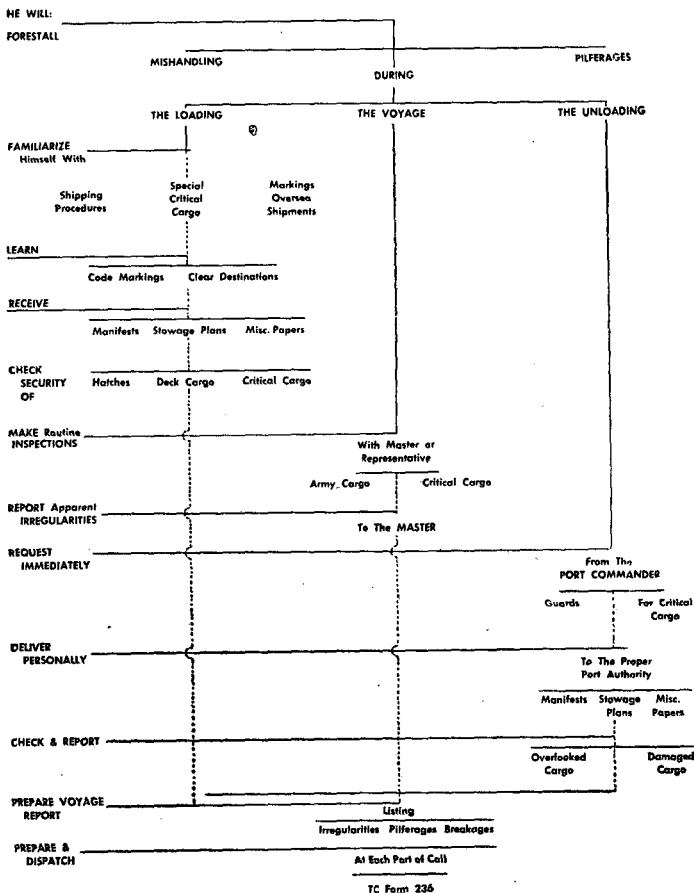 HE WILL:
FORESTALL
MISHANDLING PILFERAGES
DURING
THE LOADING THE VOYAGE THE UNLOADING
FAMILIARIZE
Himself With
Shipping Procedures
Special Critical Cargo
Markings Oversea Shipments
LEARN
Code Markings Clear Destinations
RECEIVE
Manifests Stowage Plans Misc. Papers
CHECK
SECURITY
OF
Hatches Deck Cargo Critical Cargo
MAKE Routine
INSPECTIONS
With Master or
Representative
Army Cargo Critical Cargo
REPORT Apparent
IRREGULARITIES
To The MASTER
REQUEST
IMMEDIATELY
From The
PORT COMMANDER
Guards
For Critical
Cargo
DELIVER
PERSONALLY
To The Proper
Port Authority
Manifests
Stowage
Plans
Misc.
Papers
CHECK & REPORT
Overlooked
Cargo
Damaged
Cargo
PREPARE VOYAGE
REPORT
Listing
Irregularities Pilferages Breakages
PREPARE &
DISPATCH
At Each Port of Call
TC Form 236